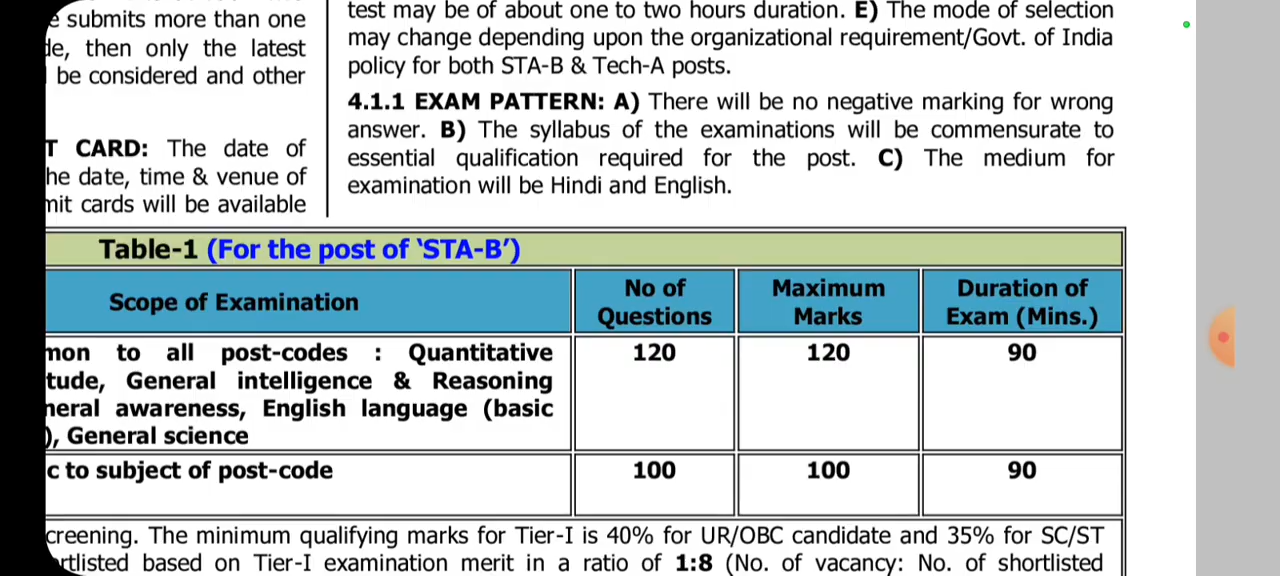 submits more than one
then only the latest
be considered and other
CARD: The date of
date, time & venue of
cards will be available
test may be of about one to two hours duration. E) The mode of selection
may change depending upon the organizational requirement/Govt. of India
policy for both STA-B & Tech-A posts.
4.1.1 EXAM PATTERN: A) There will be no negative marking for wrong
answer. B) The syllabus of the examinations will be commensurate to
essential qualification required for the post. C) The medium for
examination will be Hindi and English.
Table-1 (For the post of ‘STA-B’)
Scope of Examination
No of
Questions
Maximum
Marks
Duration of
Exam (Mins.)
to all post-codes : Quantitative
General intelligence & Reasoning
awareness, English language (basic
), General science
120
120
90
to subject of post-code
100
100
90
The minimum qualifying marks for Tier-I is 40% for UR/OBC candidate and 35% for SC/ST
based on Tier-I examination merit in a ratio of 1:8 (No. of vacancy: No. of shortlisted